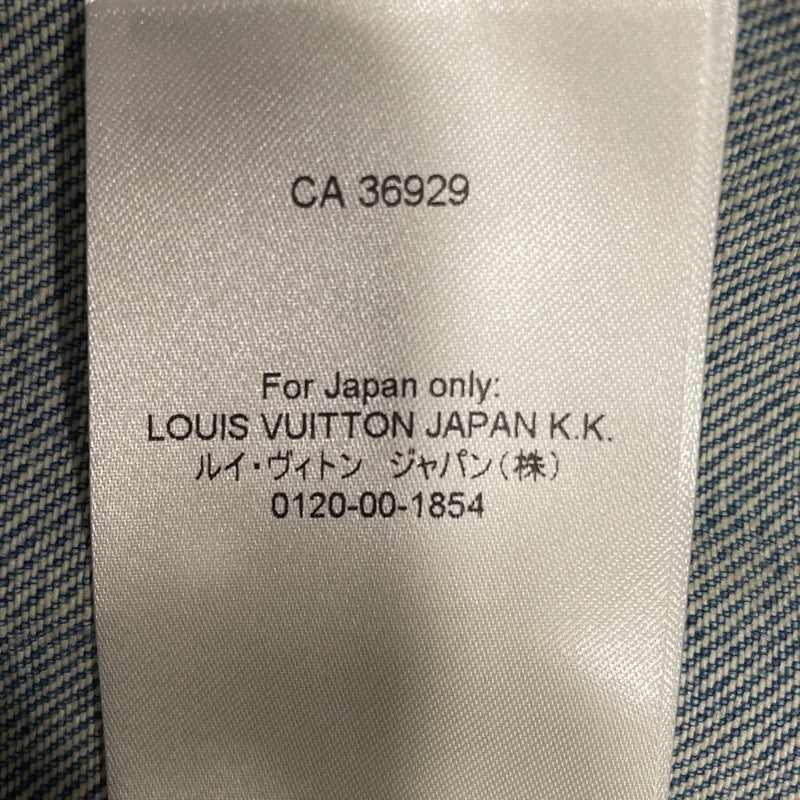 CA 36929
For Japan only:
LOUIS VUITTON JAPAN K.K.
ルイ・ヴィトン ジャパン(株)
0120-00-1854